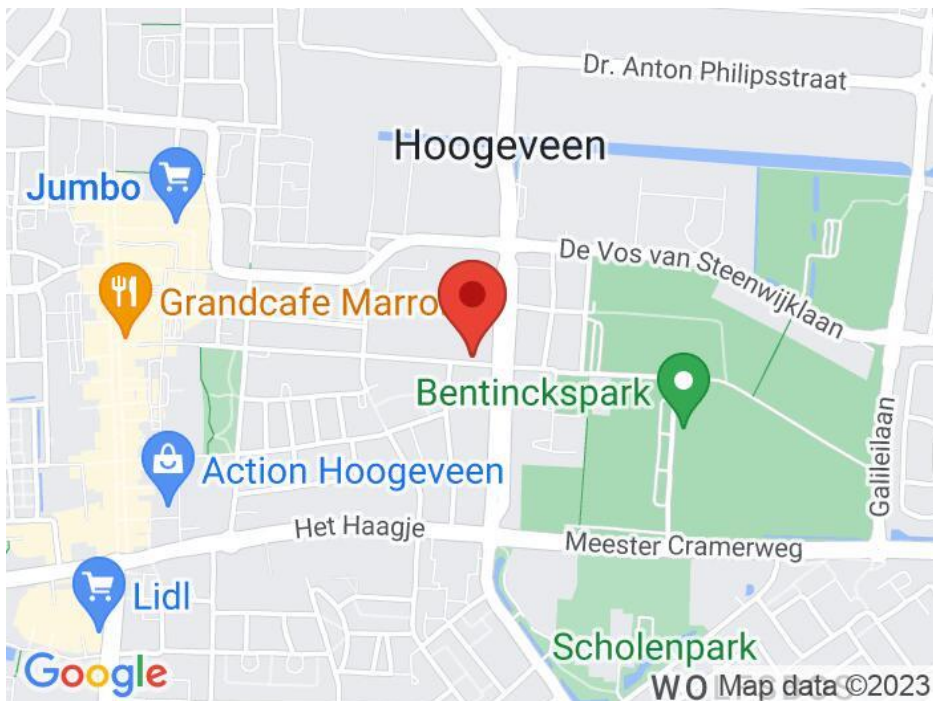 Dr. Anton Philipsstraat
Hoogeveen
Jumbo
De Vos van Steenwijklaan
Grandcafe Marro
Bentinckspark
Action Hoogeveen
Galileilaan
Het Haagje
Meester Cramerweg
Lidl
Scholenpark
Google
WO
Map data ©2023